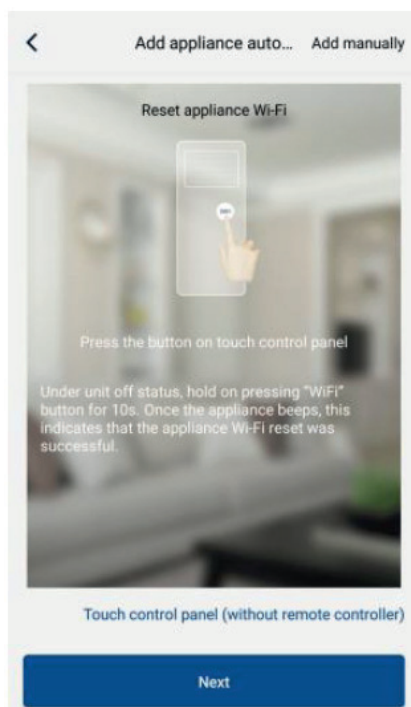 Add appliance auto... Add manually
Reset appliance Wi-Fi
Press the button on touch control panel
Under unit off status, hold on pressing "WiFi"
button for 10s. Once the appliance beeps, this
indicates that the appliance Wi-Fi reset was
successful.
Touch control panel (without remote controller)
Next